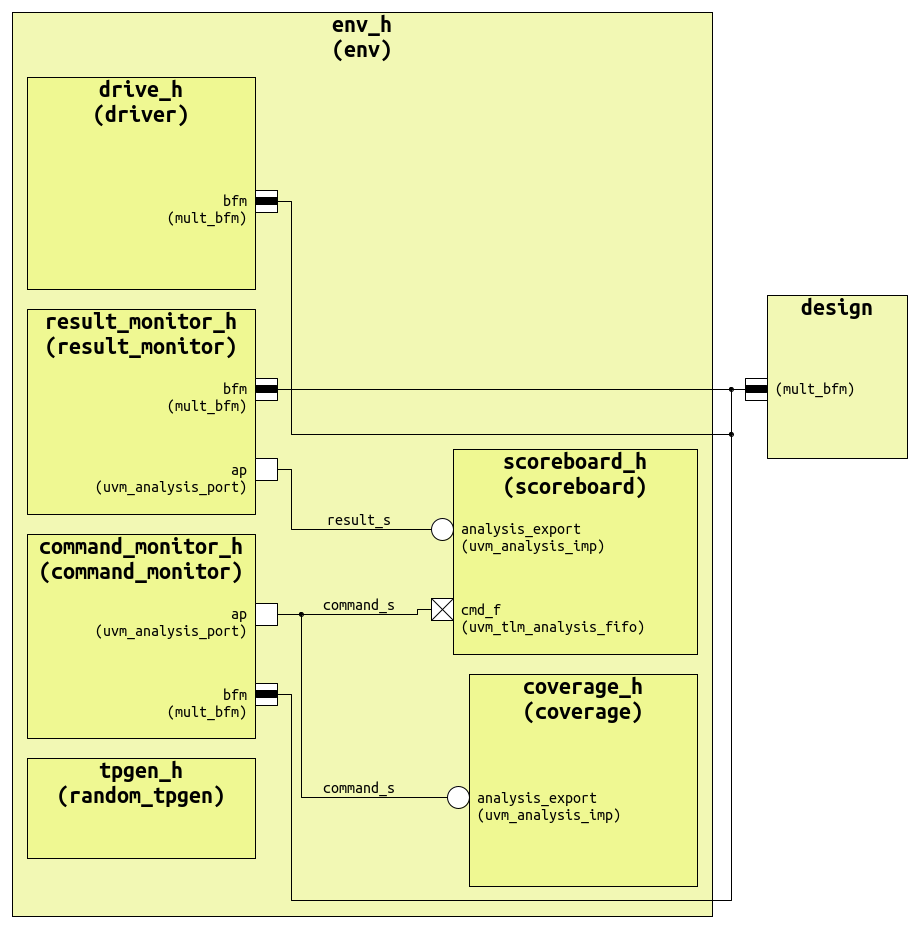 env_h
(env)
drive_h
(driver)
bfm
(mult_bfm)
result_monitor_h
(result_monitor)
bfm
(mult_bfm)
ap
(uvm_analysis_port)
design
(mult_bfm)
scoreboard_h
(scoreboard)
result_s
analysis_export
(uvm_analysis_imp)
command_s
cmd_f
(uvm_tlm_analysis_fifo)
command_monitor_h
(command_monitor)
ap
(uvm_analysis_port)
bfm
(mult_bfm)
coverage_h
(coverage)
command_s
analysis_export
(uvm_analysis_imp)
tpgen_h
(random_tpgen)